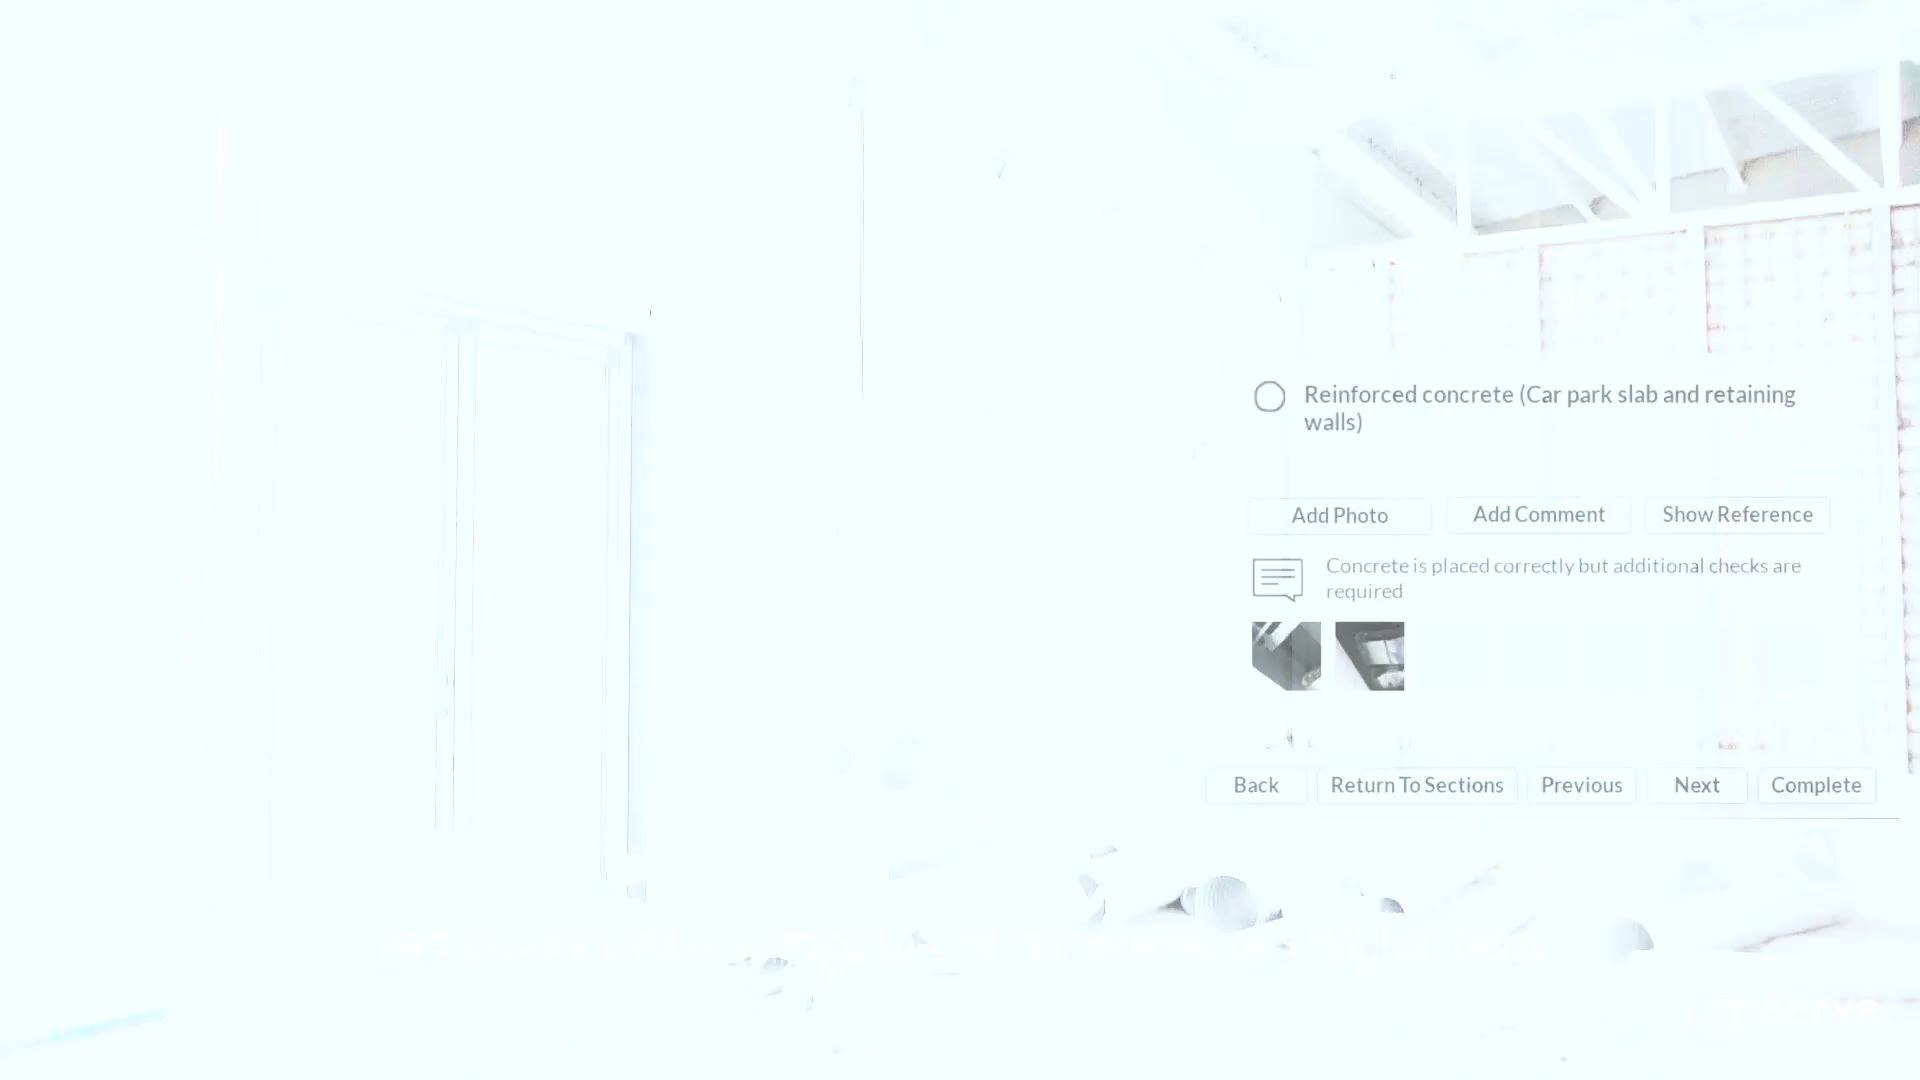 Reinforced concrete (Car park slab and retaining
walls)
Add Photo
Add Comment
Show Reference
Concrete is placed correctly but additional checks are
required
Back
Return To Sections
Previous
Next
Complete